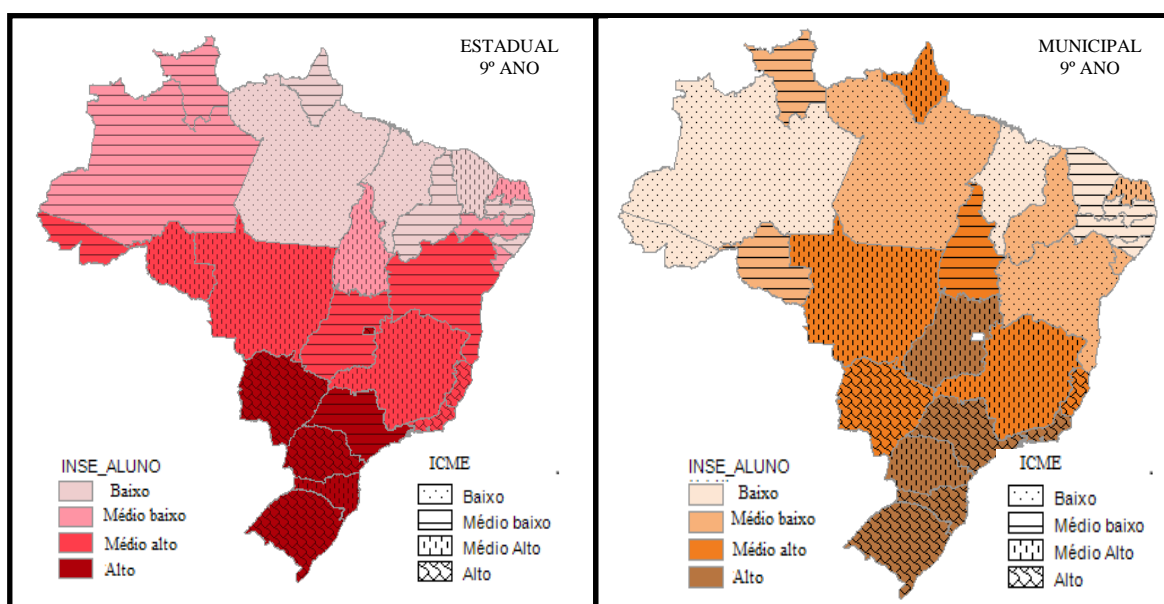 ESTADUAL
9º ANO
INSE_ALUNO
Baixo
Médio baixo
Médio alto
Alto
ICME
Baixo
Médio baixo
Médio Alto
Alto
MUNICIPAL
9º ANO
INSE_ALUNO
Baixo
Médio baixo
Médio alto
Alto
ICME
Baixo
Médio baixo
Médio Alto
Alto